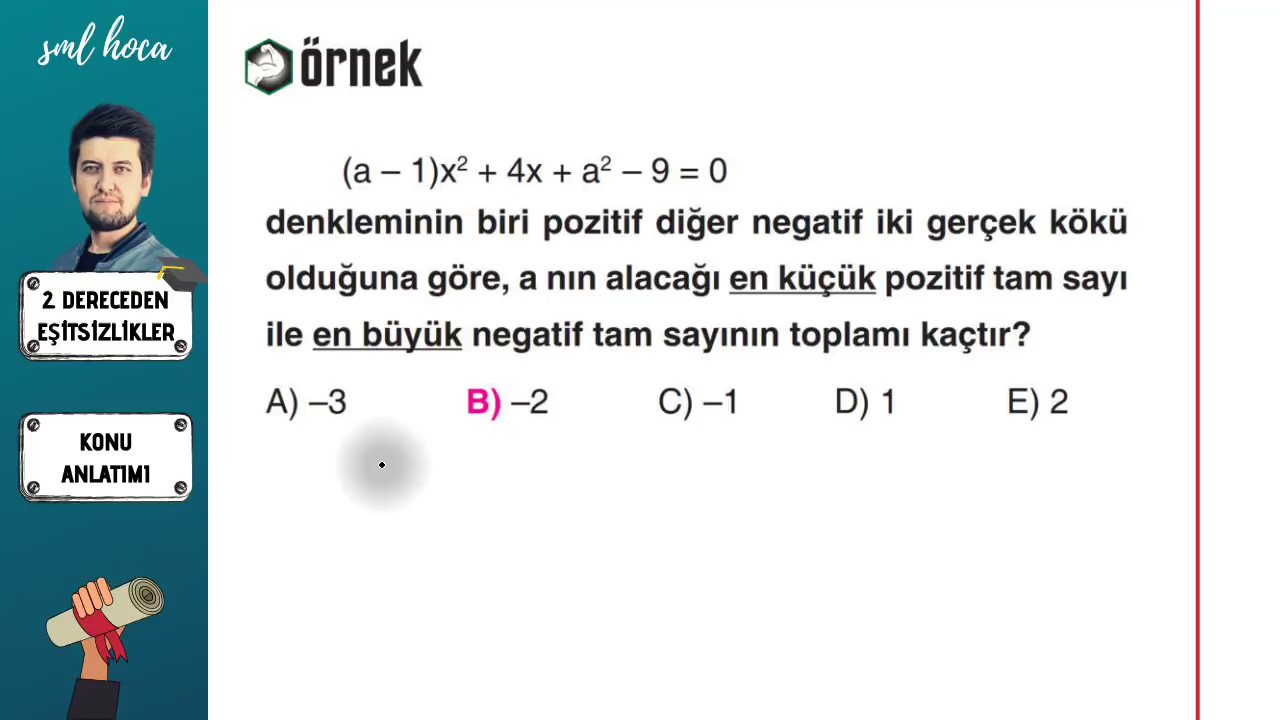 sml hoca
örnek
(a – 1)x² + 4x + a² – 9 = 0
denkleminin biri pozitif diğer negatif iki gerçek kökü
olduğuna göre, a nın alacağı en küçük pozitif tam sayı
ile en büyük negatif tam sayının toplamı kaçtır?
A) –3 B) –2 C) –1 D) 1 E) 2
2. DERECEDEN
EŞİTSİZLİKLER
KONU
ANLATIMI